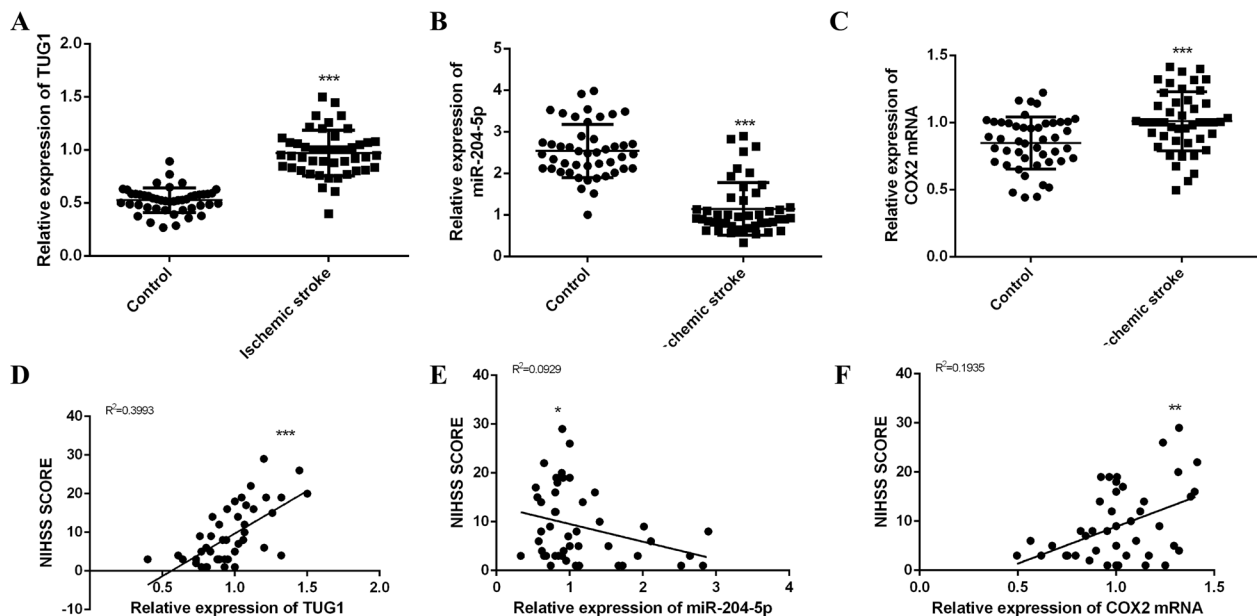 A
Relative expression of TUG1
2.0
1.5
1.0
0.5
0.0
***
Control
Ischemic stroke
B
Relative expression of
miR-204-5p
5
4
3
2
1
0
***
Control
schemic stroke
C
Relative expression of
COX2 mRNA
1.5
1.0
0.5
0.0
***
Control
schemic stroke
D
R²=0.3993
NIHSS SCORE
40
30
20
10
0
-10
***
0.5
1.0
1.5
2.0
Relative expression of TUG1
E
R²=0.0929
NIHSS SCORE
40
30
20
10
0
*
0
1
2
3
4
Relative expression of miR-204-5p
F
R²=0.1935
NIHSS SCORE
40
30
20
10
0
**
0.0
0.5
1.0
1.5
Relative expression of COX2 mRNA